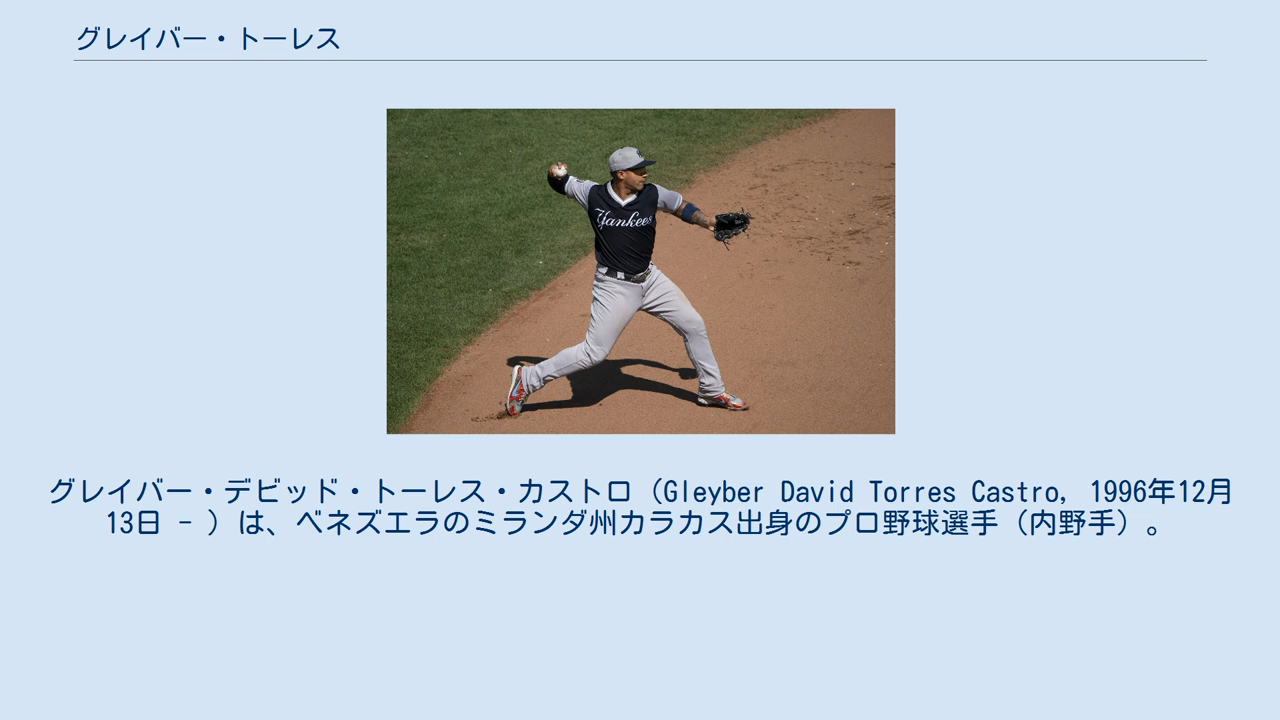 グレイバー・トーレス
Yankees
グレイバー・デビッド・トーレス・カストロ（Gleyber David Torres Castro, 1996年12月
13日 - ）は、ベネズエラのミランダ州カラカス出身のプロ野球選手（内野手）。